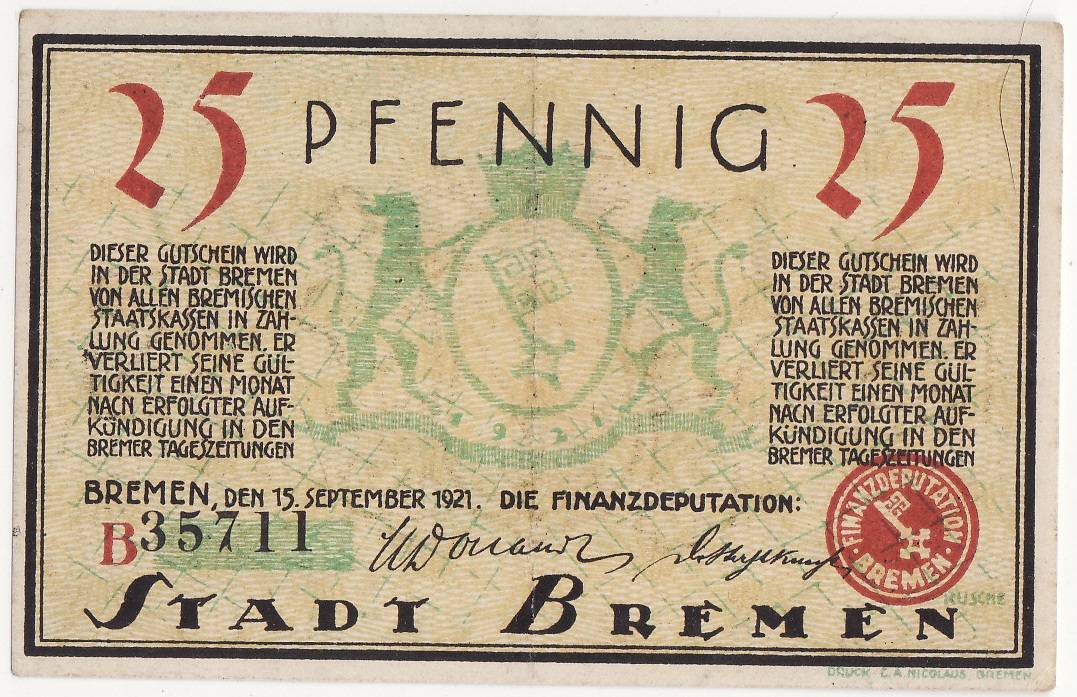 25 PFENNIG 25
DIESER GUTSCHEIN WIRD
IN DER STADT BREMEN
VON ALLEN BREMISCHEN
STAATSKASSEN IN ZAH-
LUNG GENOMMEN. ER
VERLIERT SEINE GÜL-
TIGKEIT EINEN MONAT
NACH ERFOLGTER AUF-
KÜNDIGUNG IN DEN
BREMER TAGESZEITUNGEN
1921
DIESER GUTSCHEIN WIRD
IN DER STADT BREMEN
VON ALLEN BREMISCHEN
STAATSKASSEN IN ZAH-
LUNG GENOMMEN. ER
VERLIERT SEINE GÜL-
TIGKEIT EINEN MONAT
NACH ERFOLGTER AUF-
KÜNDIGUNG IN DEN
BREMER TAGESZEITUNGEN
BREMEN, DEN 15. SEPTEMBER 1921. DIE FINANZDEPUTATION:
B35711
FINANZDEPUTATION
BREMEN
KUSCHE
STADT BREMEN
DRUCK C. A. NICOLAUS, BREMEN.